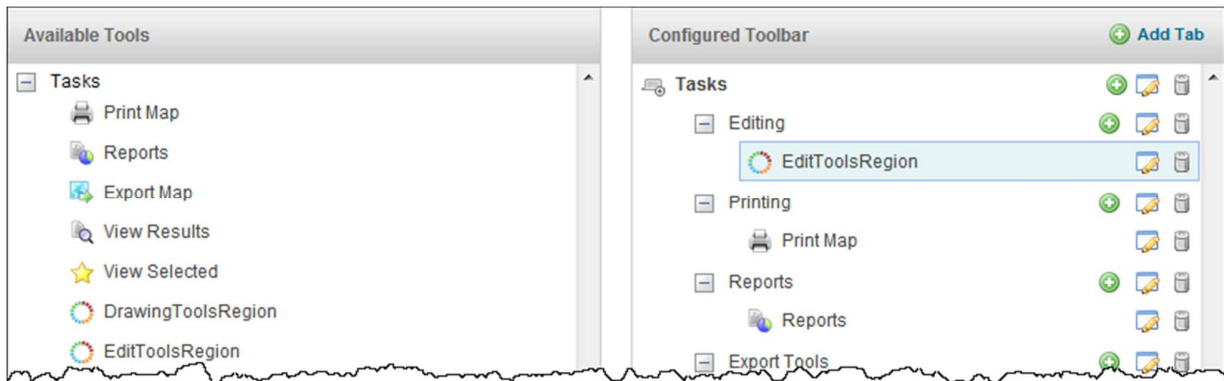 Available Tools
Tasks
Print Map
Reports
Export Map
View Results
View Selected
DrawingToolsRegion
EditToolsRegion
Configured Toolbar
Add Tab
Tasks
Editing
EditToolsRegion
Printing
Print Map
Reports
Reports
Export Tools